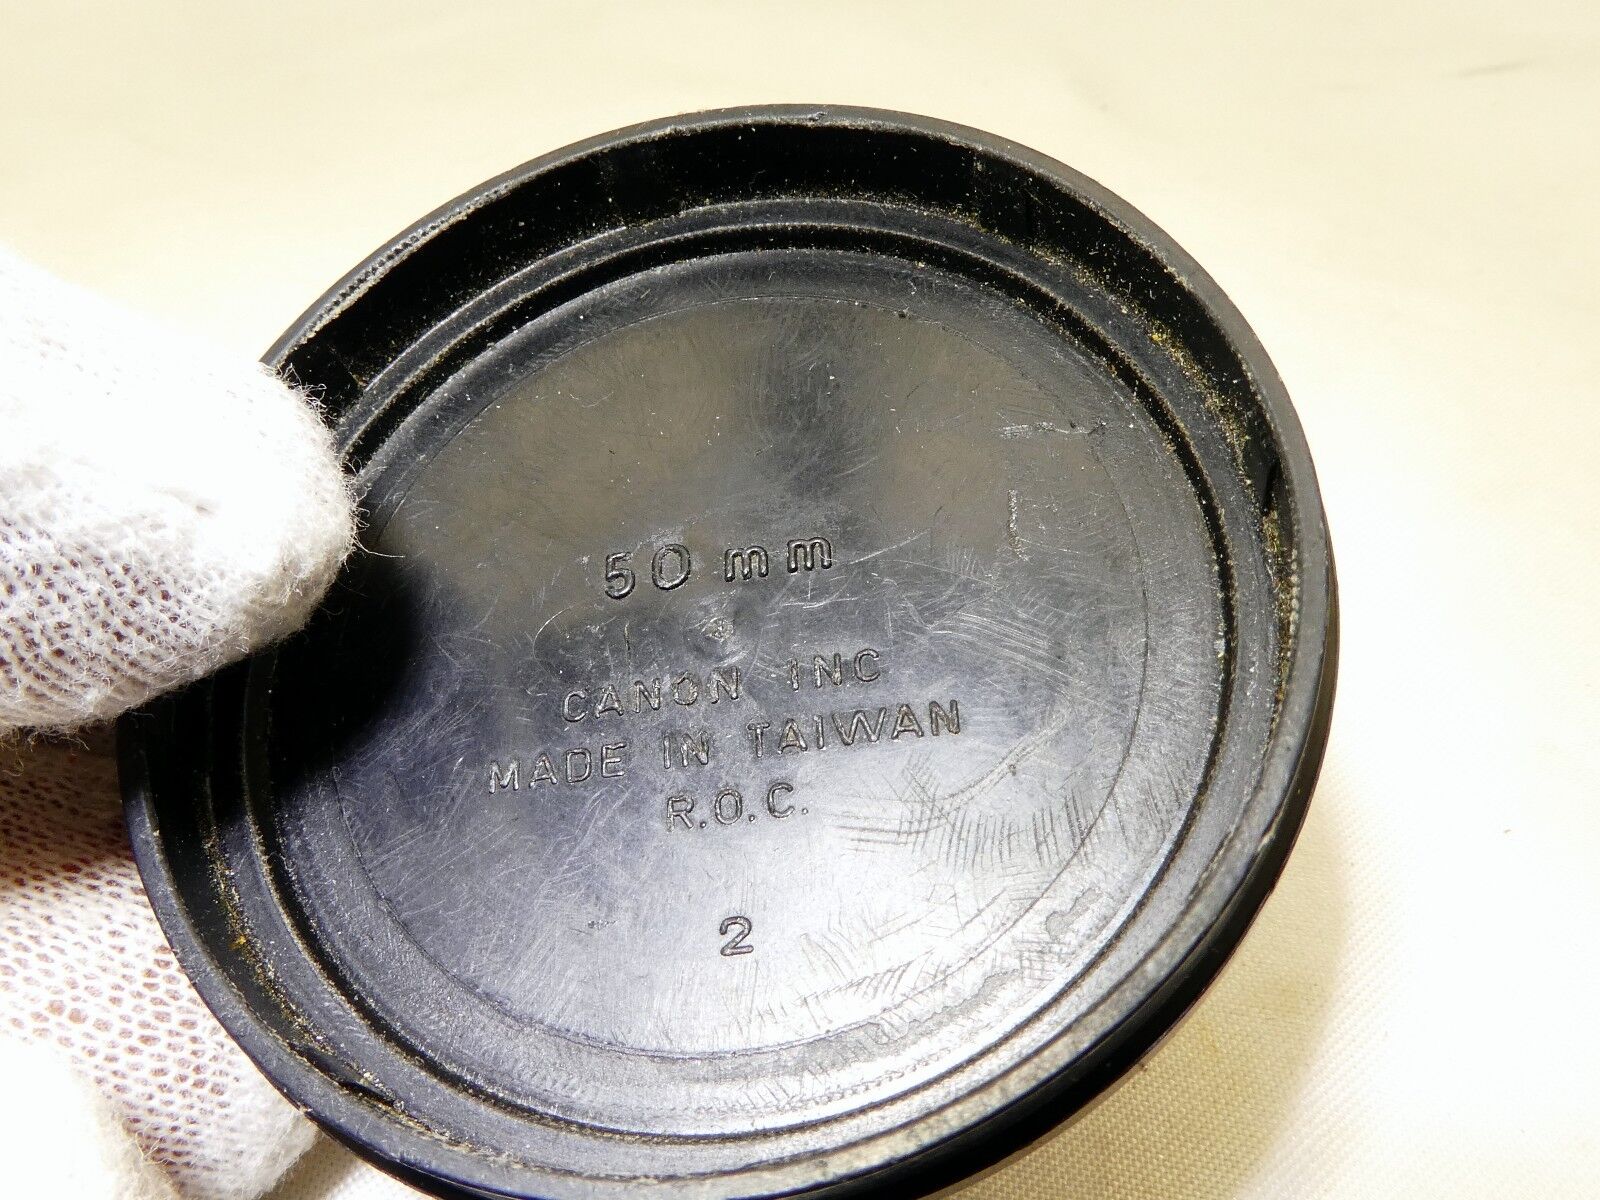 50 mm
CANON INC
MADE IN TAIWAN
R.O.C.
2